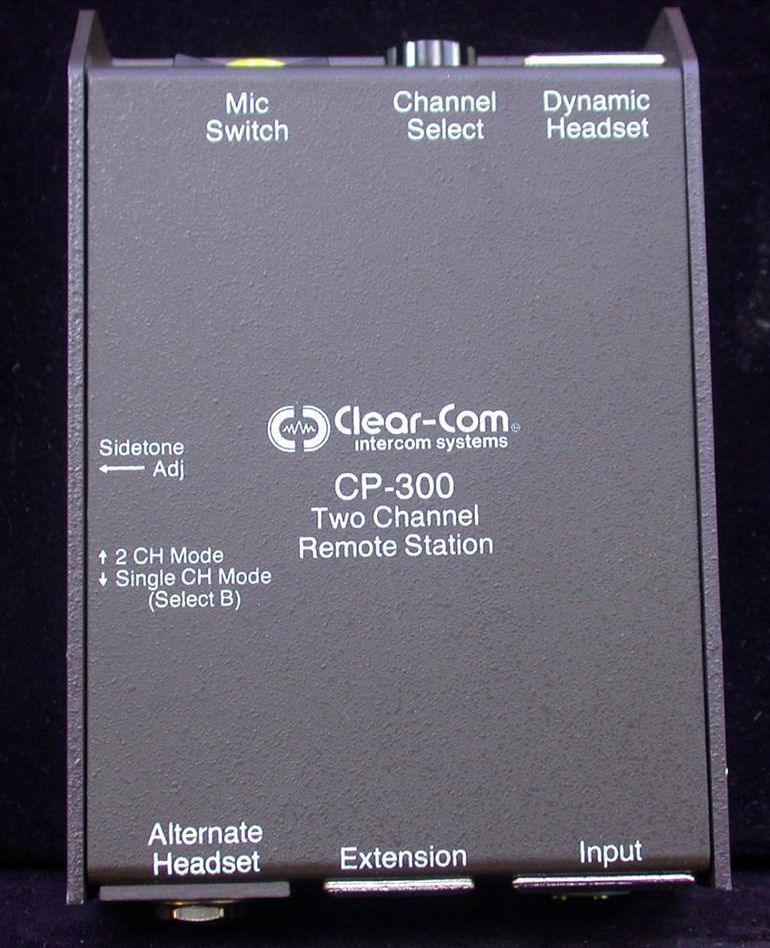 Mic
Switch
Channel
Select
Dynamic
Headset
Clear-Com
intercom systems
Sidetone
← Adj
CP-300
Two Channel
Remote Station
↑ 2 CH Mode
↓ Single CH Mode
(Select B)
Alternate
Headset
Extension
Input